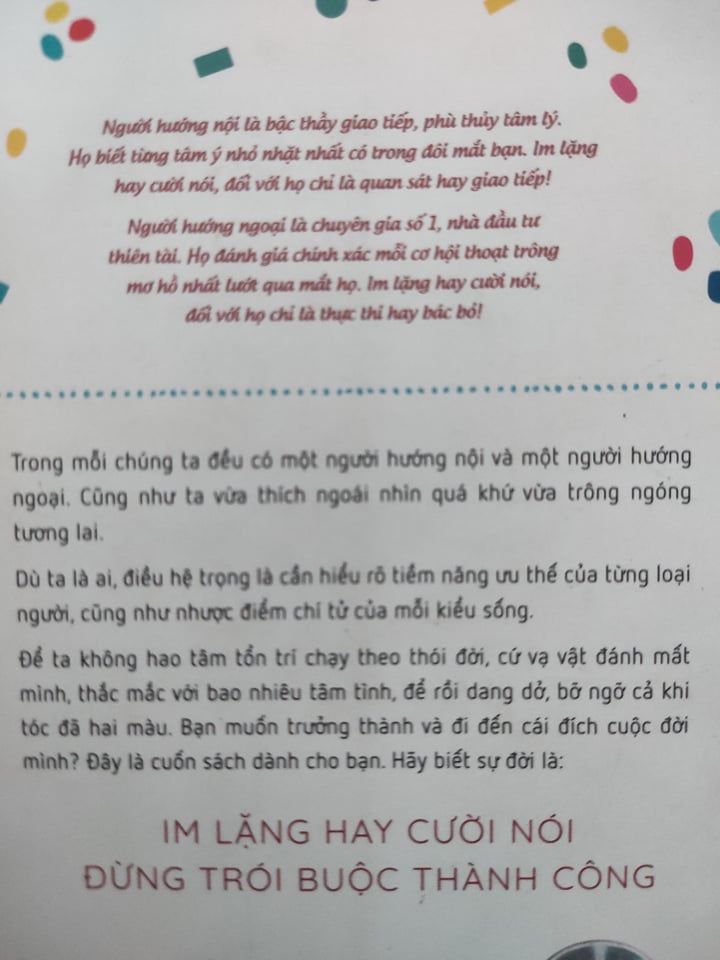 Người hướng nội là bậc thầy giao tiếp, phù thủy tâm lý.
Họ biết từng tâm ý nhỏ nhặt nhất có trong đôi mắt bạn. Im lặng
hay cười nói, đối với họ chỉ là quan sát hay giao tiếp!
Người hướng ngoại là chuyên gia số 1, nhà đầu tư
thiên tài. Họ đánh giá chính xác mỗi cơ hội thoạt trông
mơ hồ nhất lướt qua mắt họ. Im lặng hay cười nói,
đối với họ chỉ là thực thi hay bác bỏ!
Trong mỗi chúng ta đều có một người hướng nội và một người hướng
ngoại. Cũng như ta vừa thích ngoái nhìn quá khứ vừa trông ngóng
tương lai.
Dù ta là ai, điều hệ trọng là cần hiểu rõ tiềm năng ưu thế của từng loại
người, cũng như nhược điểm chí tử của mỗi kiểu sống.
Để ta không hao tâm tổn trí chạy theo thói đời, cứ vạ vật đánh mất
mình, thắc mắc với bao nhiêu tâm tình, để rồi dang dở, bỡ ngỡ cả khi
tóc đã hai màu. Bạn muốn trưởng thành và đi đến cái đích cuộc đời
mình? Đây là cuốn sách dành cho bạn. Hãy biết sự đời là:
IM LẶNG HAY CƯỜI NÓI
ĐỪNG TRÓI BUỘC THÀNH CÔNG